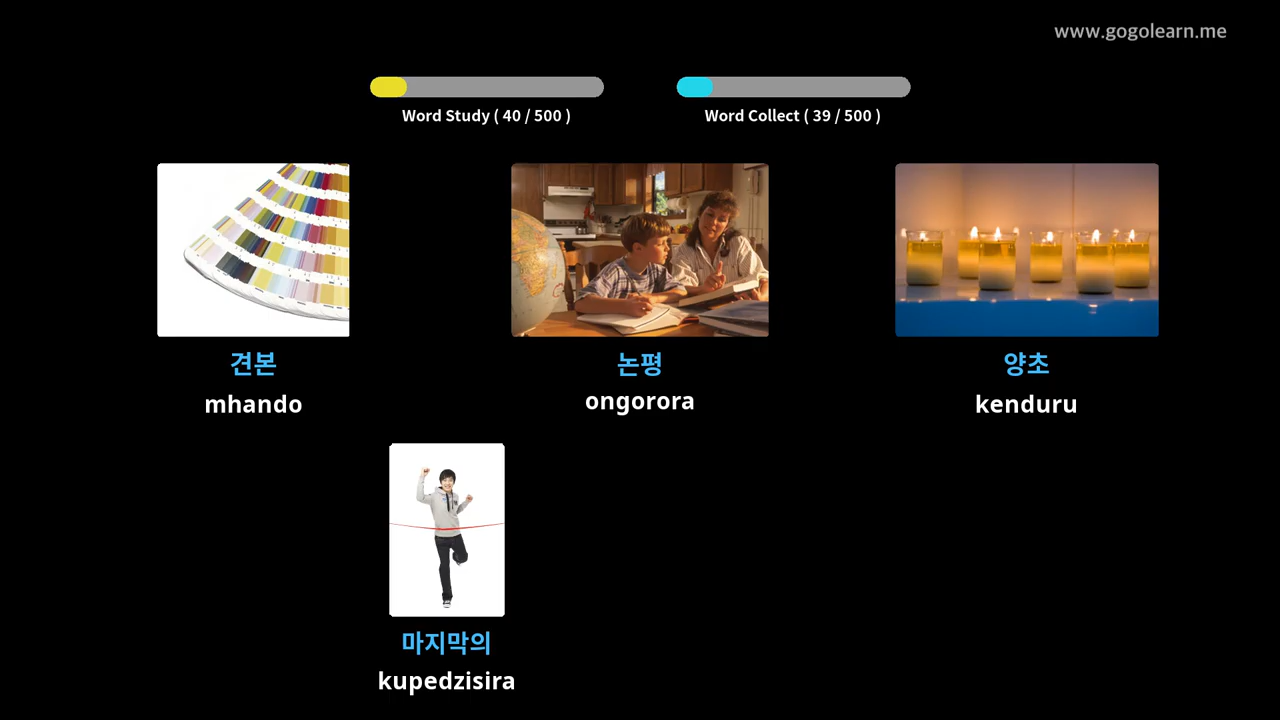 www.gogolearn.me
Word Study ( 40 / 500 )
Word Collect ( 39 / 500 )
견본
mhando
논평
ongorora
양초
kenduru
마지막의
kupedzisira